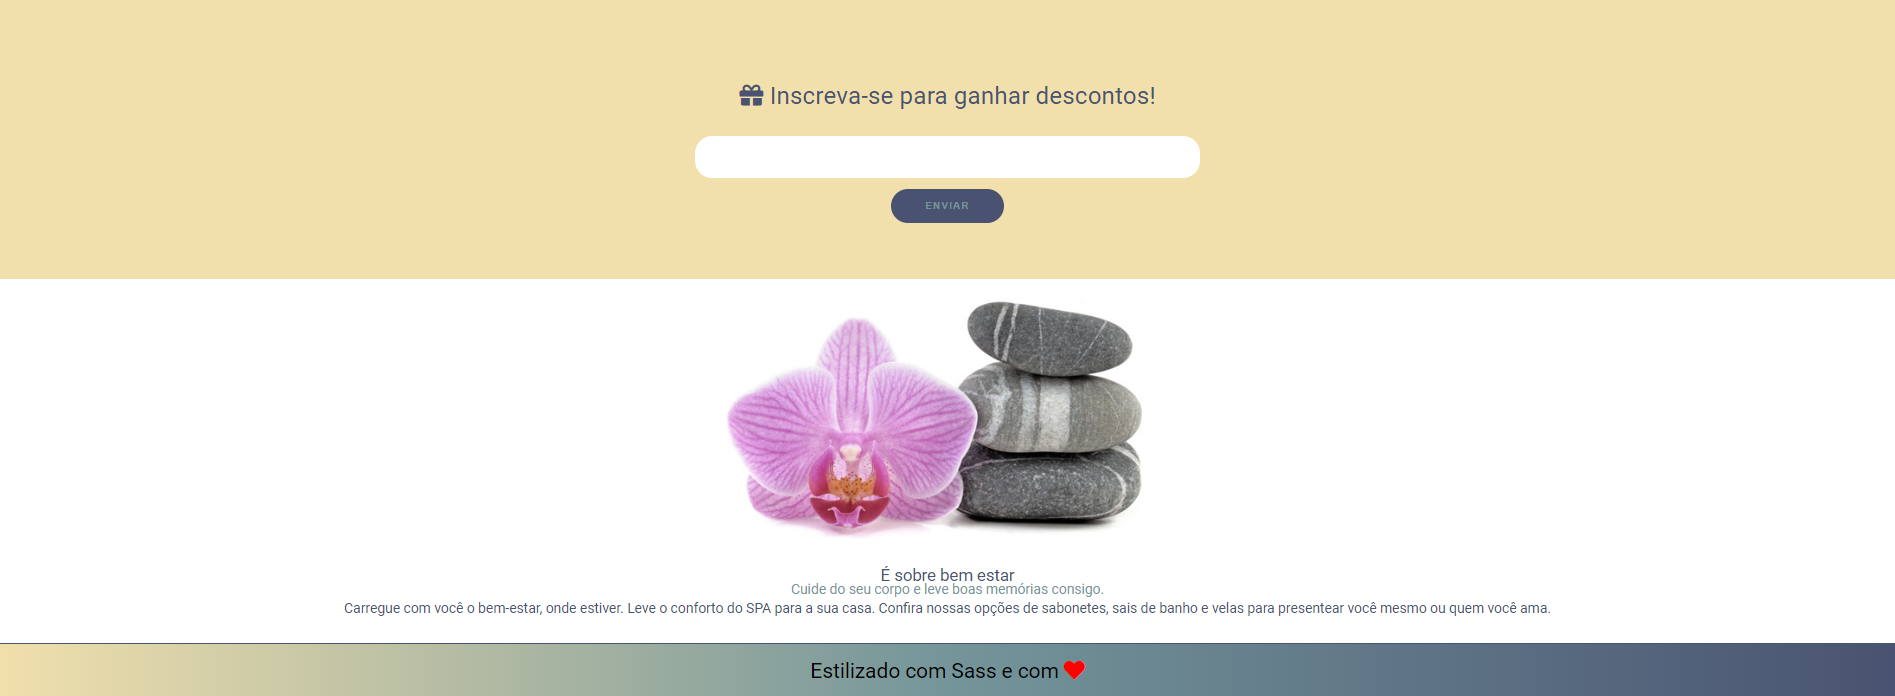 Inscreva-se para ganhar descontos!
ENVIAR
É sobre bem estar
Cuide do seu corpo e leve boas memórias consigo.
Carregue com você o bem-estar, onde estiver. Leve o conforto do SPA para a sua casa. Confira nossas opções de sabonetes, sais de banho e velas para presentear você mesmo ou quem você ama.
Estilizado com Sass e com